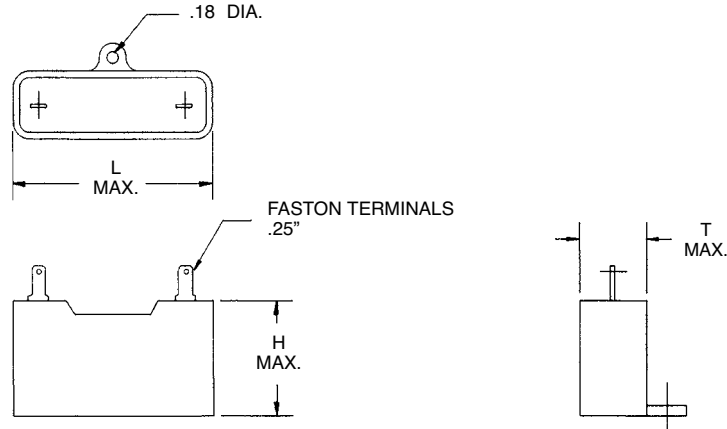 .18 DIA.
L
MAX.
FASTON TERMINALS
.25”
T
MAX.
H
MAX.